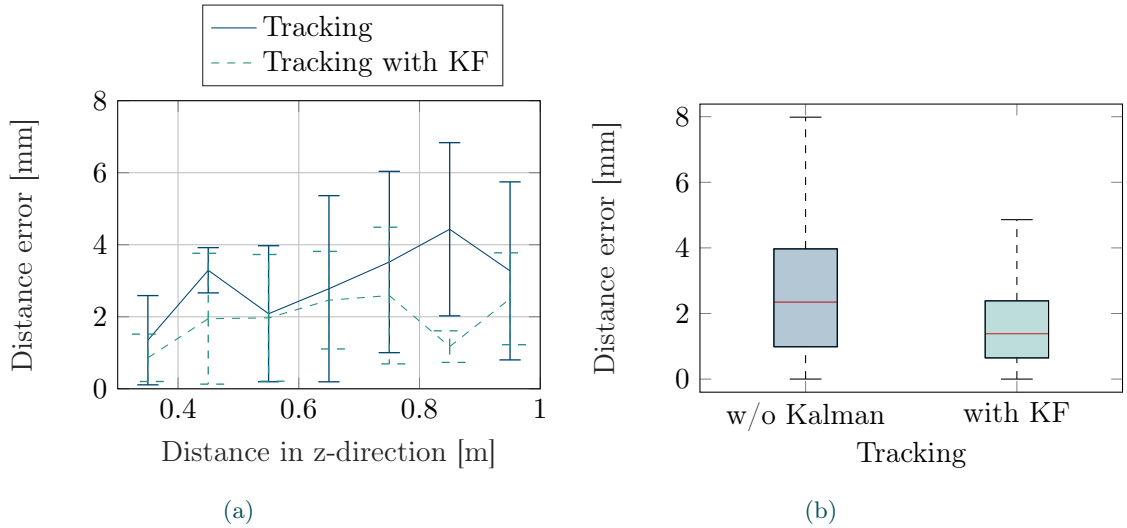 Tracking
Tracking with KF
Distance error [mm]
8
6
4
2
0
0.4 0.6 0.8 1
Distance in z-direction [m]
(a)
Distance error [mm]
8
6
4
2
0
w/o Kalman with KF
Tracking
(b)